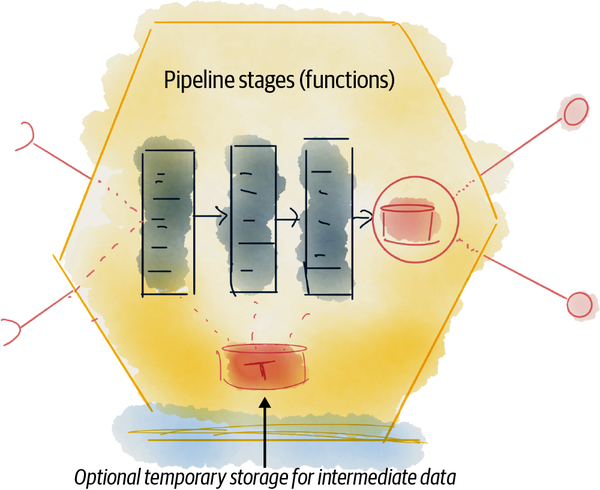 Pipeline stages (functions)
T
Optional temporary storage for intermediate data